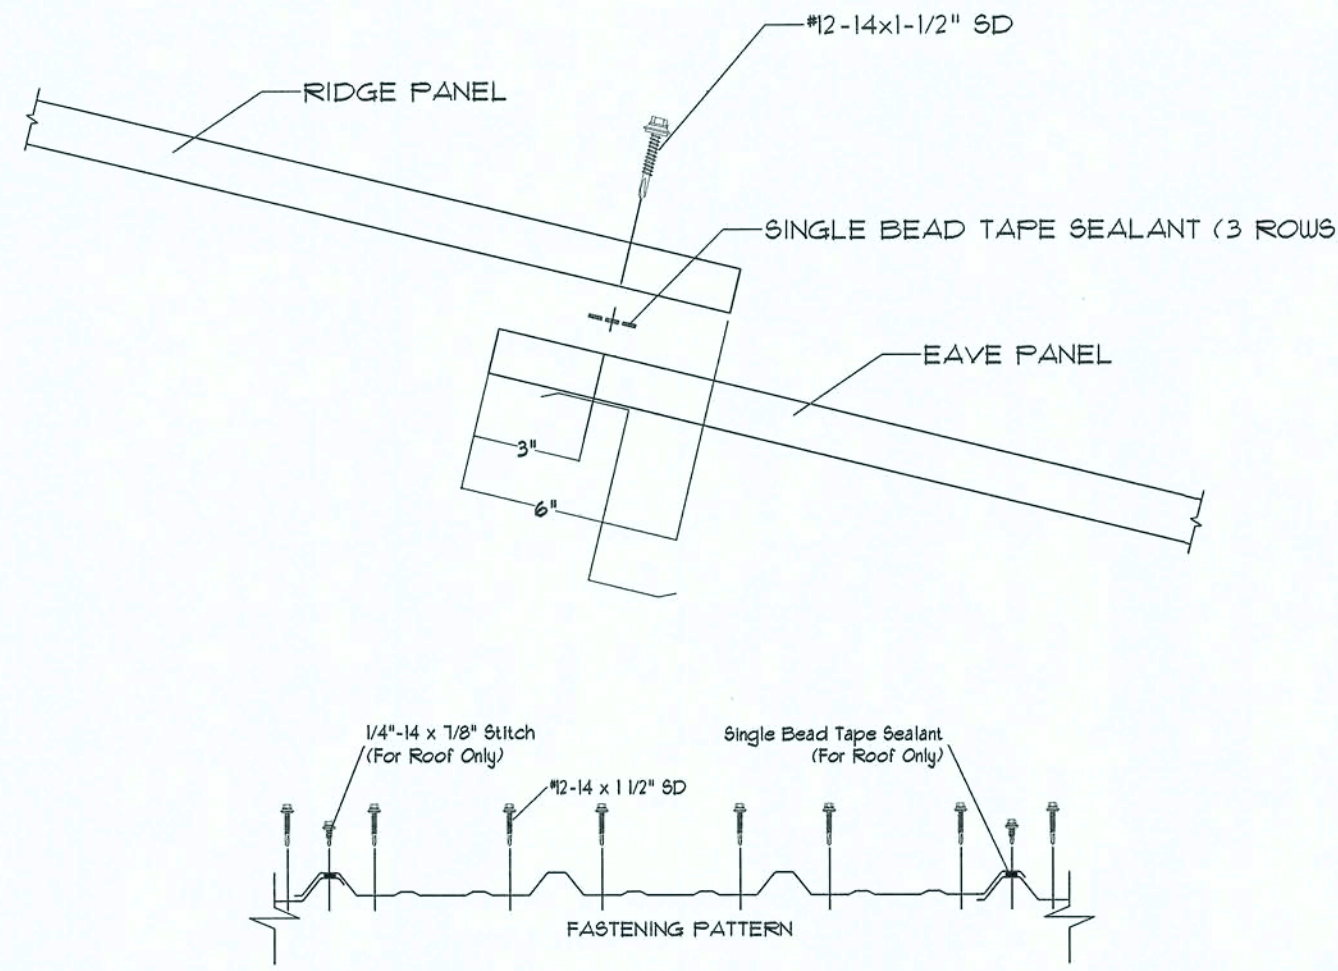 #12-14x1-1/2" SD
RIDGE PANEL
SINGLE BEAD TAPE SEALANT (3 ROWS
EAVE PANEL
3"
6"
1/4"-14 x 7/8" Stitch
(For Roof Only)
Single Bead Tape Sealant
(For Roof Only)
#12-14 x 1 1/2" SD
FASTENING PATTERN